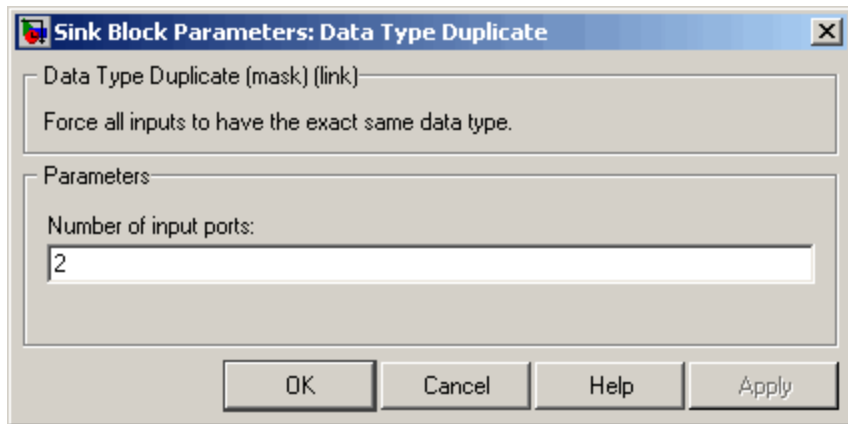 Sink Block Parameters: Data Type Duplicate
Data Type Duplicate (mask) (link)
Force all inputs to have the exact same data type.
Parameters
Number of input ports:
2
OK Cancel Help Apply